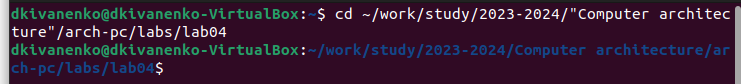 dkivanenko@dkivanenko-VirtualBox:~$ cd ~/work/study/2023-2024/"Computer architec
ture"/arch-pc/labs/lab04
dkivanenko@dkivanenko-VirtualBox:~/work/study/2023-2024/Computer architecture/ar
ch-pc/labs/lab04$